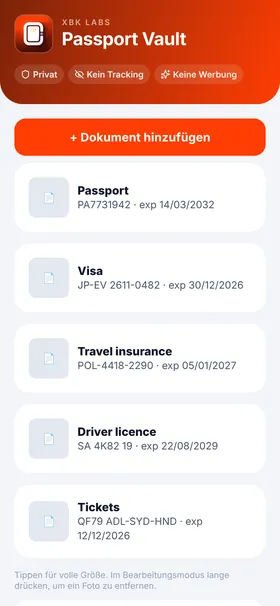 XBK LABS
Passport Vault
Privat
Kein Tracking
Keine Werbung
+ Dokument hinzufügen
Passport
PA7731942 · exp 14/03/2032
Visa
JP-EV 2611-0482 · exp 30/12/2026
Travel insurance
POL-4418-2290 · exp 05/01/2027
Driver licence
SA 4K82 19 · exp 22/08/2029
Tickets
QF79 ADL-SYD-HND · exp
12/12/2026
Tippen für volle Größe. Im Bearbeitungsmodus lange
drücken, um ein Foto zu entfernen.